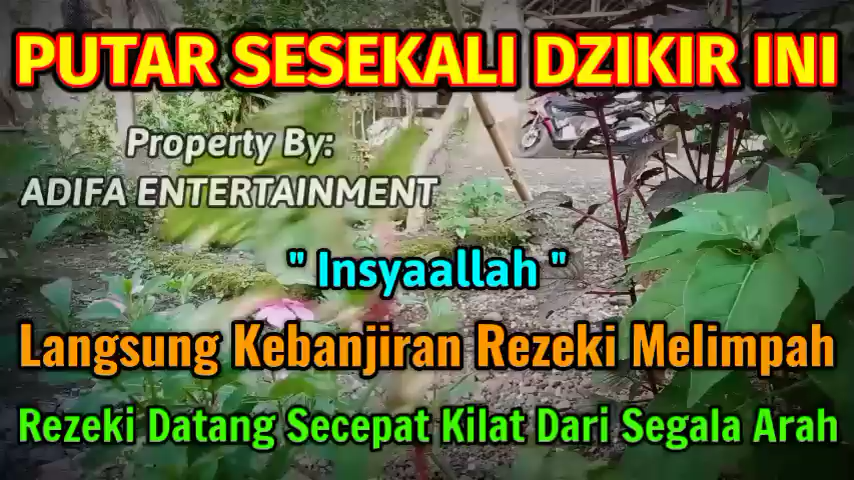 PUTAR SESEKALI DZIKIR INI
Property By:
ADIFA ENTERTAINMENT
" Insyaallah "
Langsung Kebanjiran Rezeki Melimpah
Rezeki Datang Secepat Kilat Dari Segala Arah